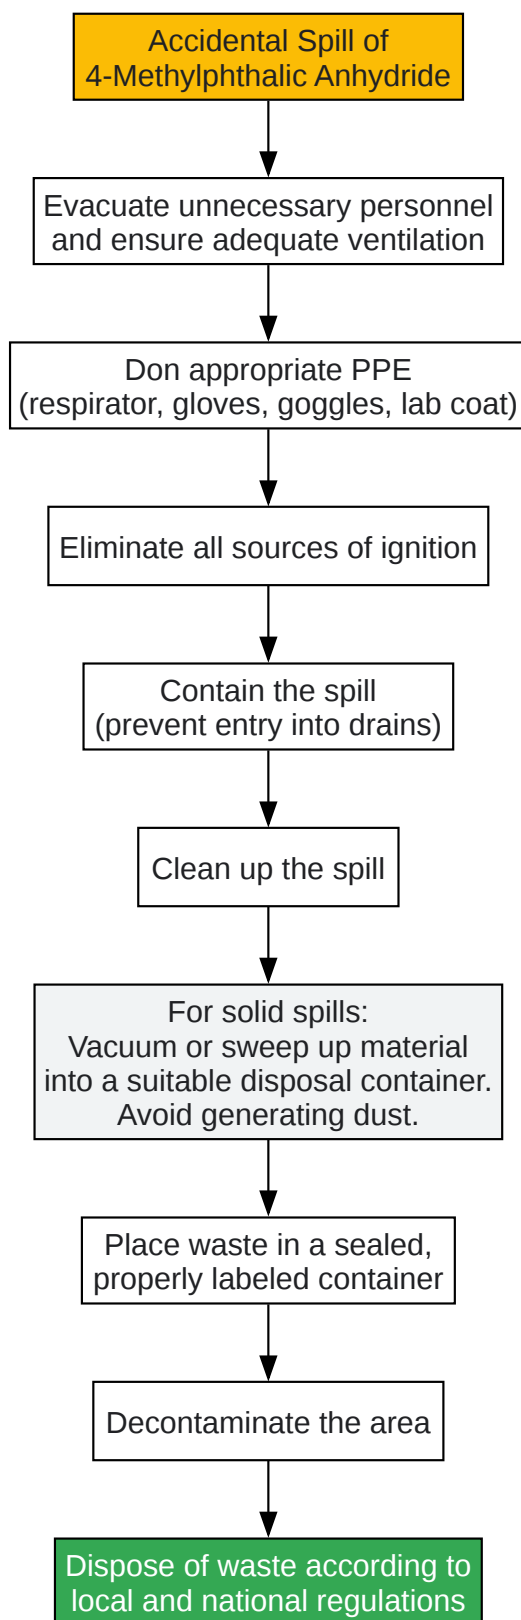 Accidental Spill of
4-Methylphthalic Anhydride
Evacuate unnecessary personnel
and ensure adequate ventilation
Don appropriate PPE
(respirator, gloves, goggles, lab coat)
Eliminate all sources of ignition
Contain the spill
(prevent entry into drains)
Clean up the spill
For solid spills:
Vacuum or sweep up material
into a suitable disposal container.
Avoid generating dust.
Place waste in a sealed,
properly labeled container
Decontaminate the area
Dispose of waste according to
local and national regulations